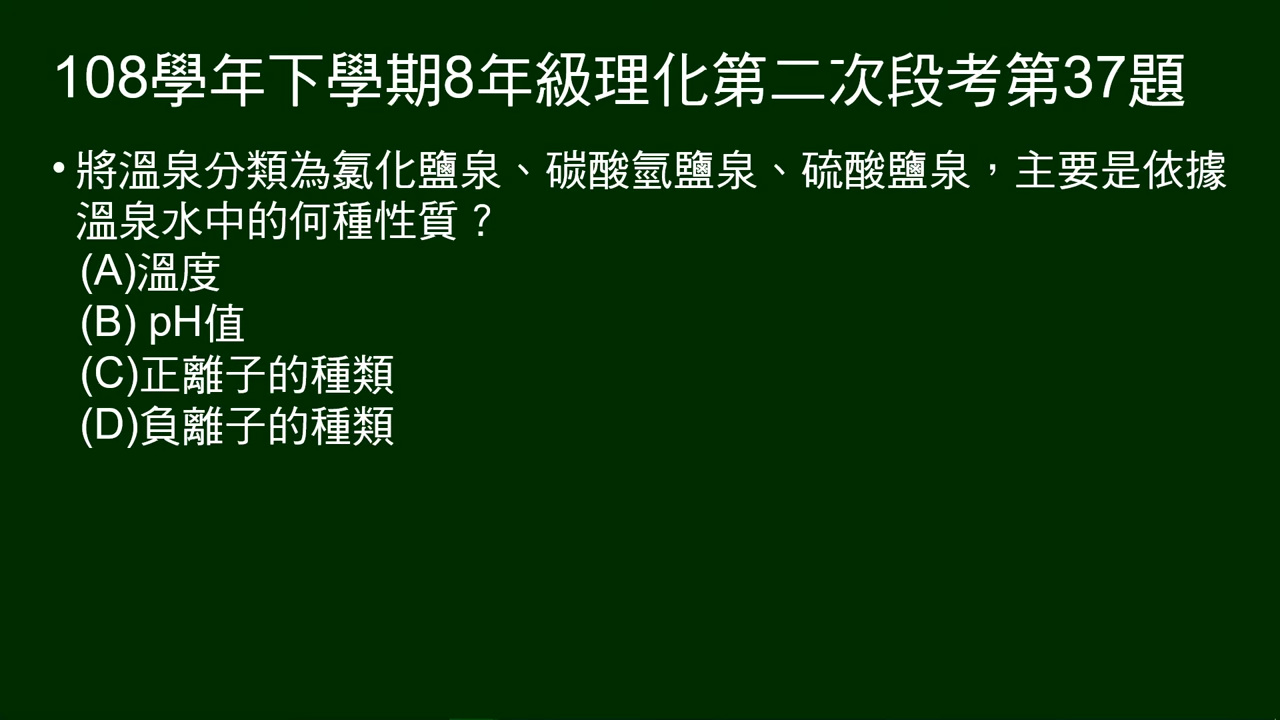 108學年下學期8年級理化第二次段考第37題
•將溫泉分類為氯化鹽泉、碳酸氫鹽泉、硫酸鹽泉，主要是依據
溫泉水中的何種性質？
(A)溫度
(B) pH值
(C)正離子的種類
(D)負離子的種類